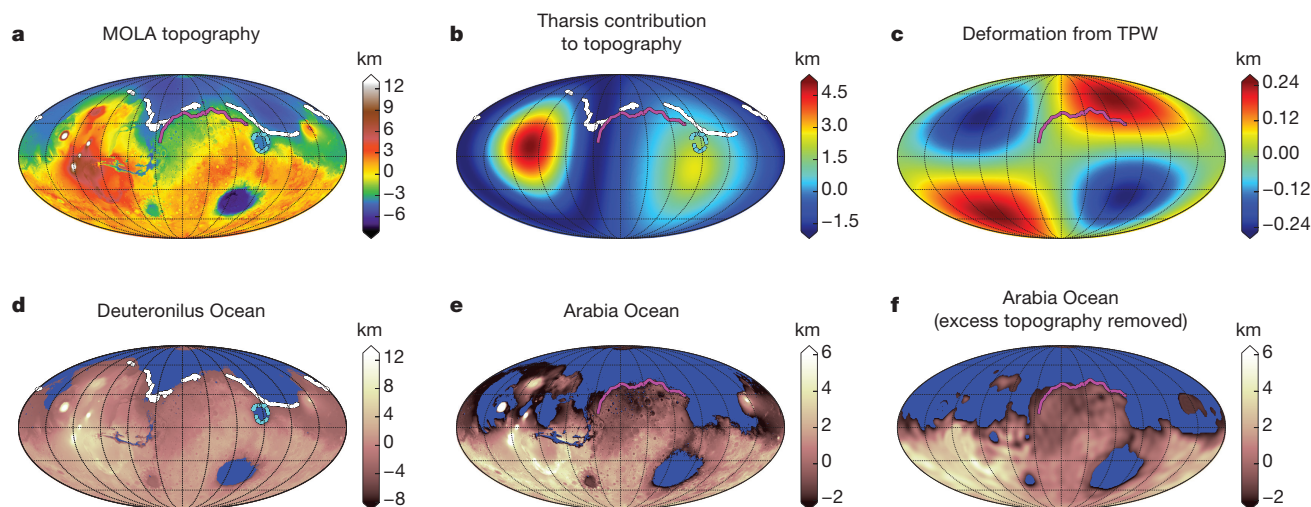 a
MOLA topography
km
12
9
6
3
0
−3
−6
b
Tharsis contribution
to topography
km
4.5
3.0
1.5
0.0
−1.5
c
Deformation from TPW
km
0.24
0.12
0.00
−0.12
−0.24
d
Deuteronilus Ocean
km
12
8
4
0
−4
−8
e
Arabia Ocean
km
6
4
2
0
−2
f
Arabia Ocean
(excess topography removed)
km
6
4
2
0
−2